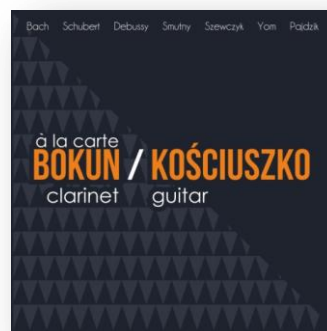 Bach Schubert Debussy Smutny Szewczyk Yom Pajdzik
à la carte
BOKUN / KOŚCIUSZKO
clarinet guitar